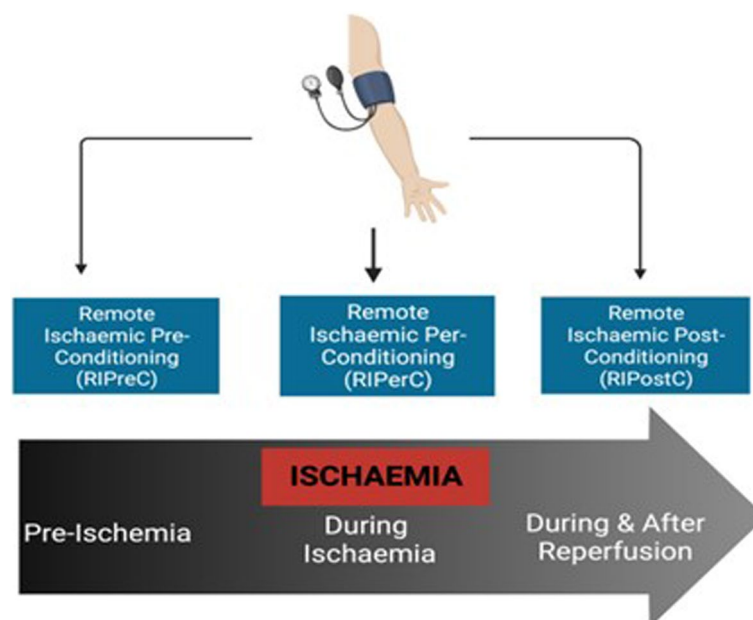 Remote
Ischaemic Pre-
Conditioning
(RIPreC)
Remote
Ischaemic Per-
Conditioning
(RIPerC)
Remote
Ischaemic Post-
Conditioning
(RIPostC)
ISCHAEMIA
Pre-Ischemia
During
Ischaemia
During & After
Reperfusion